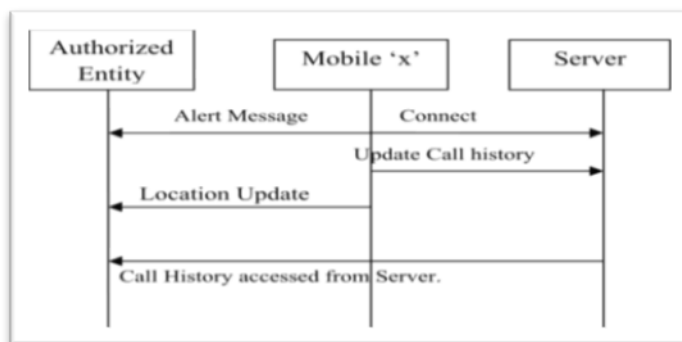 Authorized
Entity
Mobile ‘x’
Server
Alert Message
Connect
Update Call history
Location Update
Call History accessed from Server.